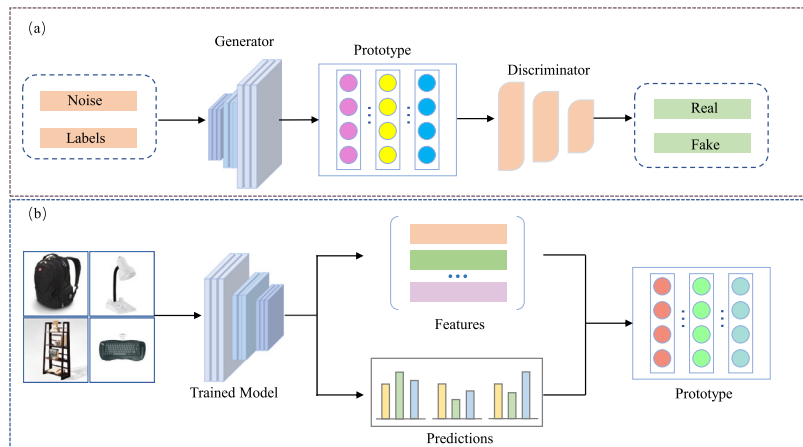 (a)
Generator
Prototype
Discriminator
Noise
Labels
Real
Fake
(b)
Features
Trained Model
Predictions
Prototype